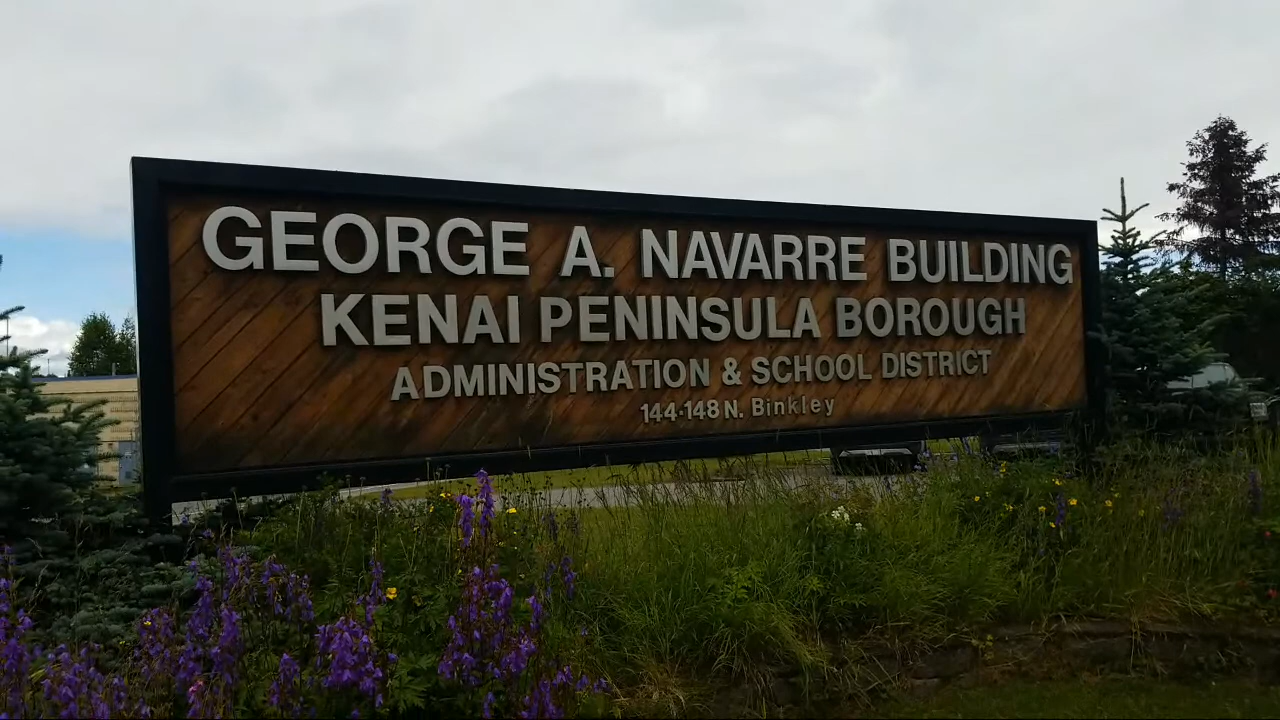 GEORGE A. NAVARRE BUILDING
KENAI PENINSULA BOROUGH
ADMINISTRATION & SCHOOL DISTRICT
144-148 N. Binkley